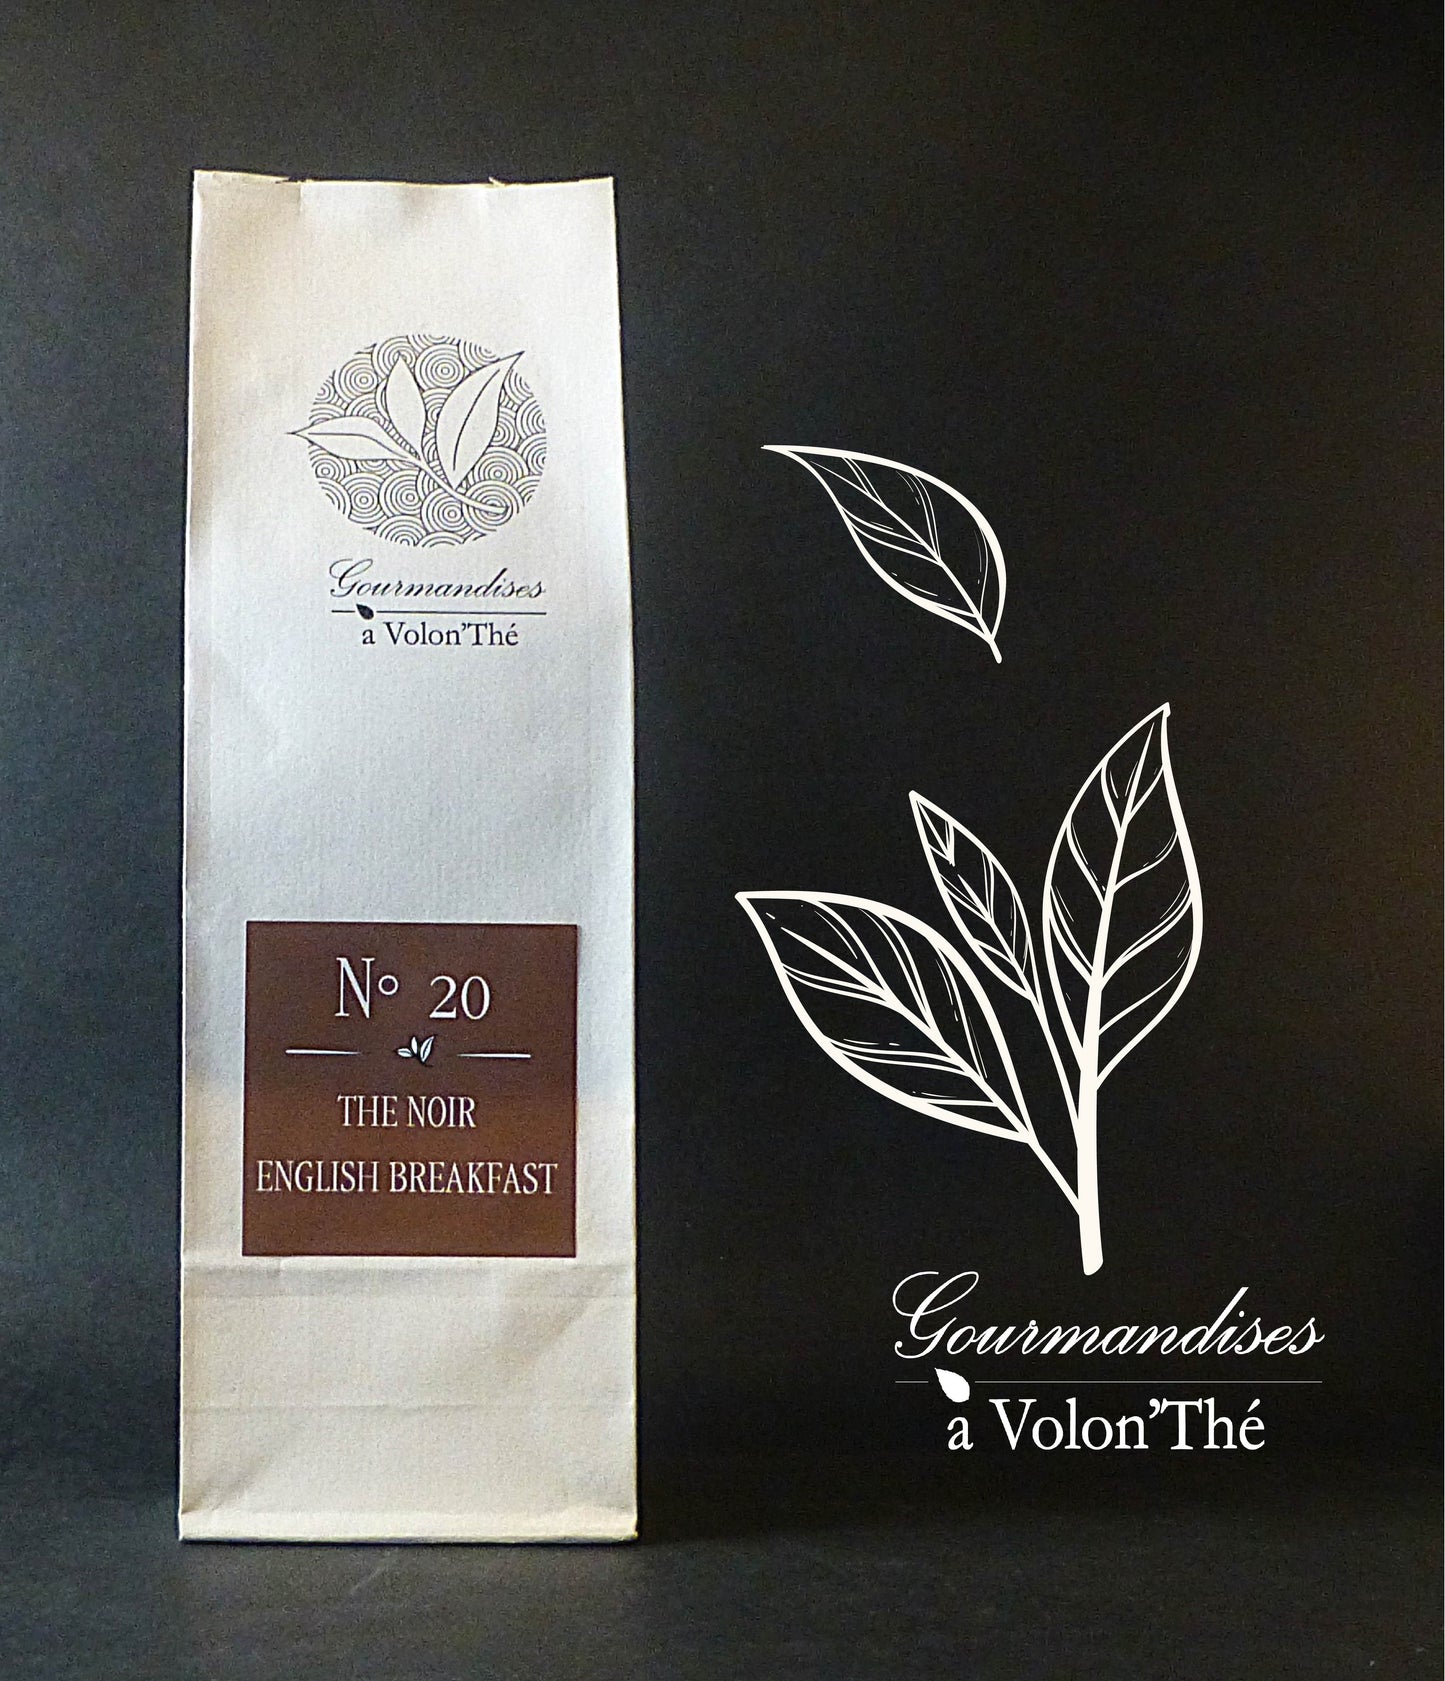 Gourmandises
a Volon’Thé
N° 20
THE NOIR
ENGLISH BREAKFAST
Gourmandises
a Volon’Thé